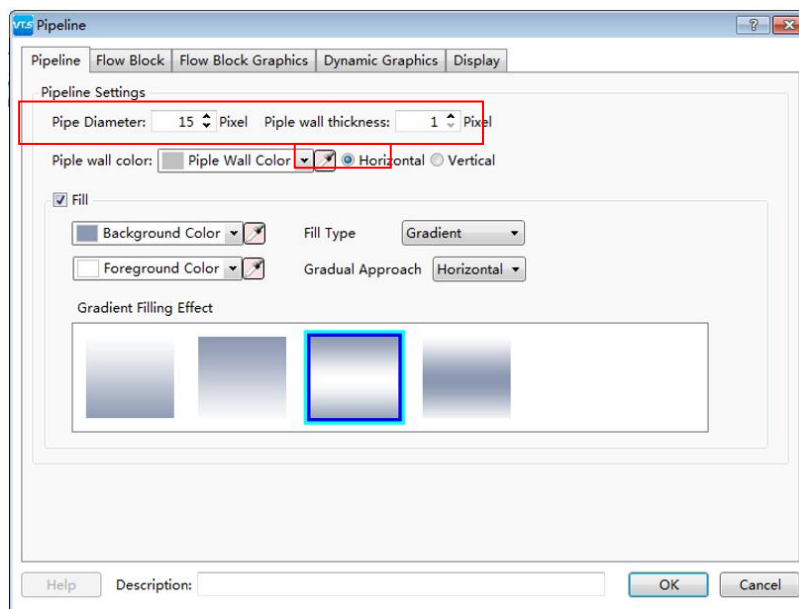 VTS Pipeline
Pipeline Flow Block Flow Block Graphics Dynamic Graphics Display
Pipeline Settings
Pipe Diameter: 15 Pixel Piple wall thickness: 1 Pixel
Piple wall color: Piple Wall Color Horizontal Vertical
Fill
Background Color Fill Type Gradient
Foreground Color Gradual Approach Horizontal
Gradient Filling Effect
Help Description: OK Cancel